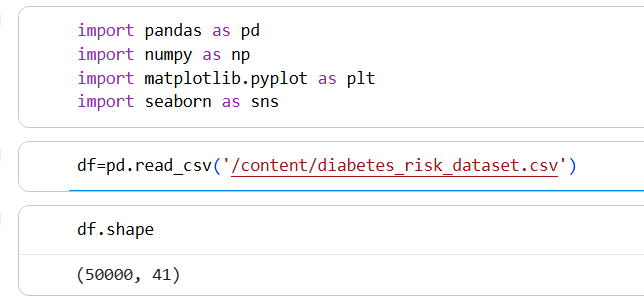 import pandas as pd
import numpy as np
import matplotlib.pyplot as plt
import seaborn as sns
df=pd.read_csv('/content/diabetes_risk_dataset.csv')
df.shape
(50000, 41)